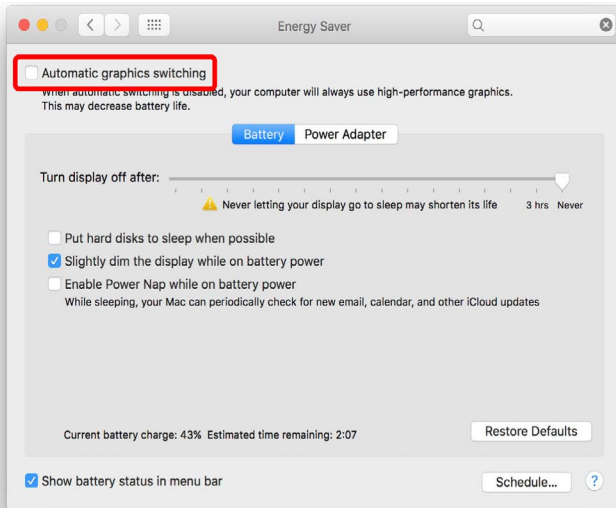 Energy Saver
Automatic graphics switching
When automatic switching is disabled, your computer will always use high-performance graphics.
This may decrease battery life.
Battery Power Adapter
Turn display off after:
Never letting your display go to sleep may shorten its life 3 hrs Never
Put hard disks to sleep when possible
Slightly dim the display while on battery power
Enable Power Nap while on battery power
While sleeping, your Mac can periodically check for new email, calendar, and other iCloud updates
Current battery charge: 43% Estimated time remaining: 2:07
Restore Defaults
Show battery status in menu bar
Schedule... ?